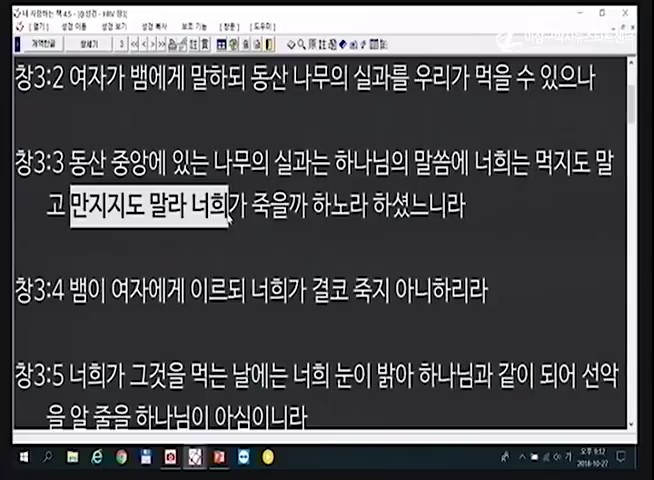 창3:2 여자가 뱀에게 말하되 동산 나무의 실과를 우리가 먹을 수 있으나
창3:3 동산 중앙에 있는 나무의 실과는 하나님의 말씀에 너희는 먹지도 말
고 만지지도 말라 너희가 죽을까 하노라 하셨느니라
창3:4 뱀이 여자에게 이르되 너희가 결코 죽지 아니하리라
창3:5 너희가 그것을 먹는 날에는 너희 눈이 밝아 하나님과 같이 되어 선악
을 알 줄을 하나님이 아심이니라
오후 9:12
2018-10-27